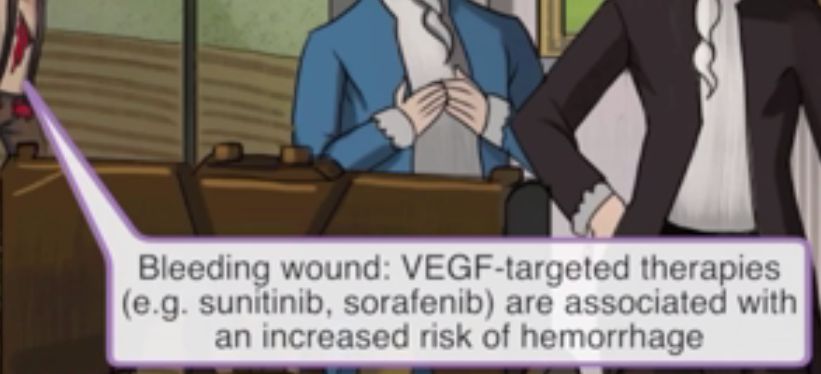 Bleeding wound: VEGF-targeted therapies
(e.g. sunitinib, sorafenib) are associated with
an increased risk of hemorrhage